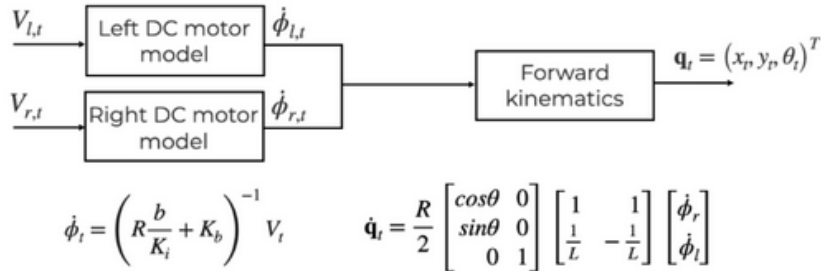 V_{l,t}
Left DC motor
model
\dot{\phi}_{l,t}
V_{r,t}
Right DC motor
model
\dot{\phi}_{r,t}
Forward
kinematics
\mathbf{q}_t = (x_t, y_t, \theta_t)^T
\dot{\phi}_t = \left( R\frac{b}{K_i} + K_b \right)^{-1} V_t
\dot{\mathbf{q}}_t = \frac{R}{2} \begin{bmatrix} cos\theta & 0 \\ sin\theta & 0 \\ 0 & 1 \end{bmatrix} \begin{bmatrix} 1 & 1 \\ \frac{1}{L} & -\frac{1}{L} \end{bmatrix} \begin{bmatrix} \dot{\phi}_r \\ \dot{\phi}_l \end{bmatrix}